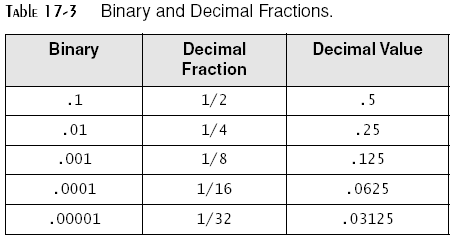 Table 17-3 Binary and Decimal Fractions.
Binary Decimal Fraction Decimal Value
.1 1/2 .5
.01 1/4 .25
.001 1/8 .125
.0001 1/16 .0625
.00001 1/32 .03125